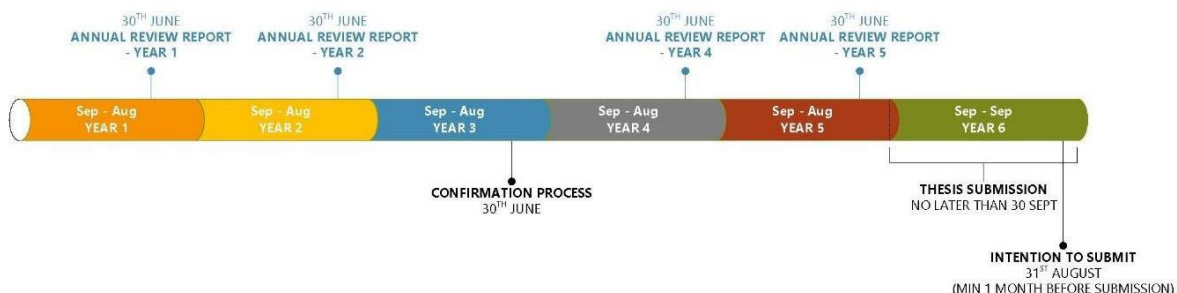 30TH JUNE
ANNUAL REVIEW REPORT
- YEAR 1
30TH JUNE
ANNUAL REVIEW REPORT
- YEAR 2
30TH JUNE
ANNUAL REVIEW REPORT
- YEAR 4
30TH JUNE
ANNUAL REVIEW REPORT
- YEAR 5
Sep - Aug
YEAR 1
Sep - Aug
YEAR 2
Sep - Aug
YEAR 3
Sep - Aug
YEAR 4
Sep - Aug
YEAR 5
Sep - Sep
YEAR 6
CONFIRMATION PROCESS
30TH JUNE
THESIS SUBMISSION
NO LATER THAN 30 SEPT
INTENTION TO SUBMIT
31ST AUGUST
(MIN 1 MONTH BEFORE SUBMISSION)